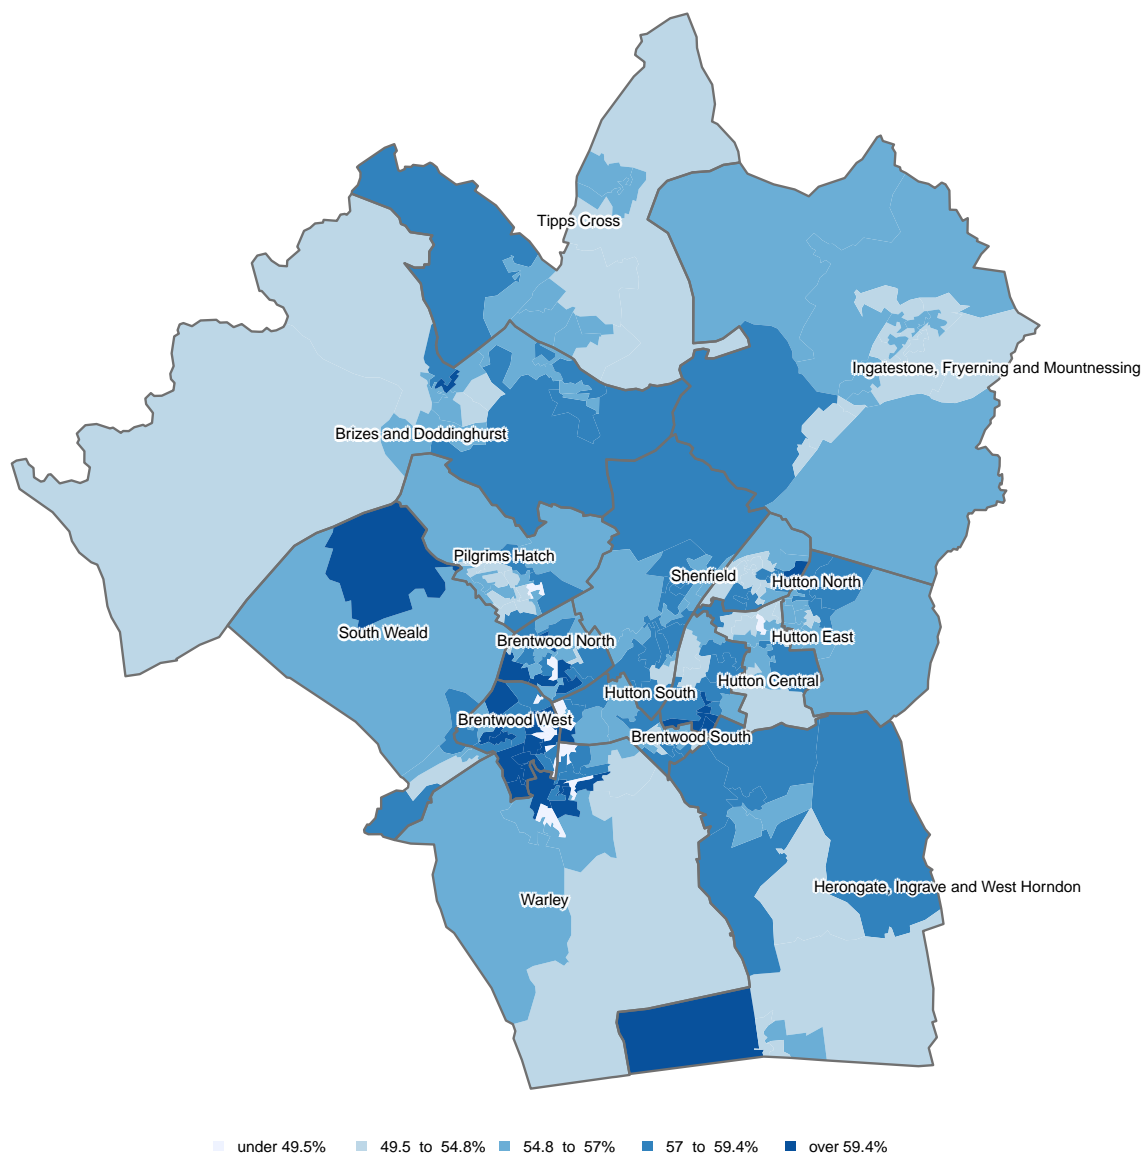 Tipps Cross
Ingatestone, Fryerning and Mountnessing
Brizes and Doddinghurst
Pilgrims Hatch
Shenfield
Hutton North
South Weald
Hutton East
Brentwood North
Hutton Central
Hutton South
Brentwood West
Brentwood South
Herongate, Ingrave and West Horndon
Warley
under 49.5% 49.5 to 54.8% 54.8 to 57% 57 to 59.4% over 59.4%